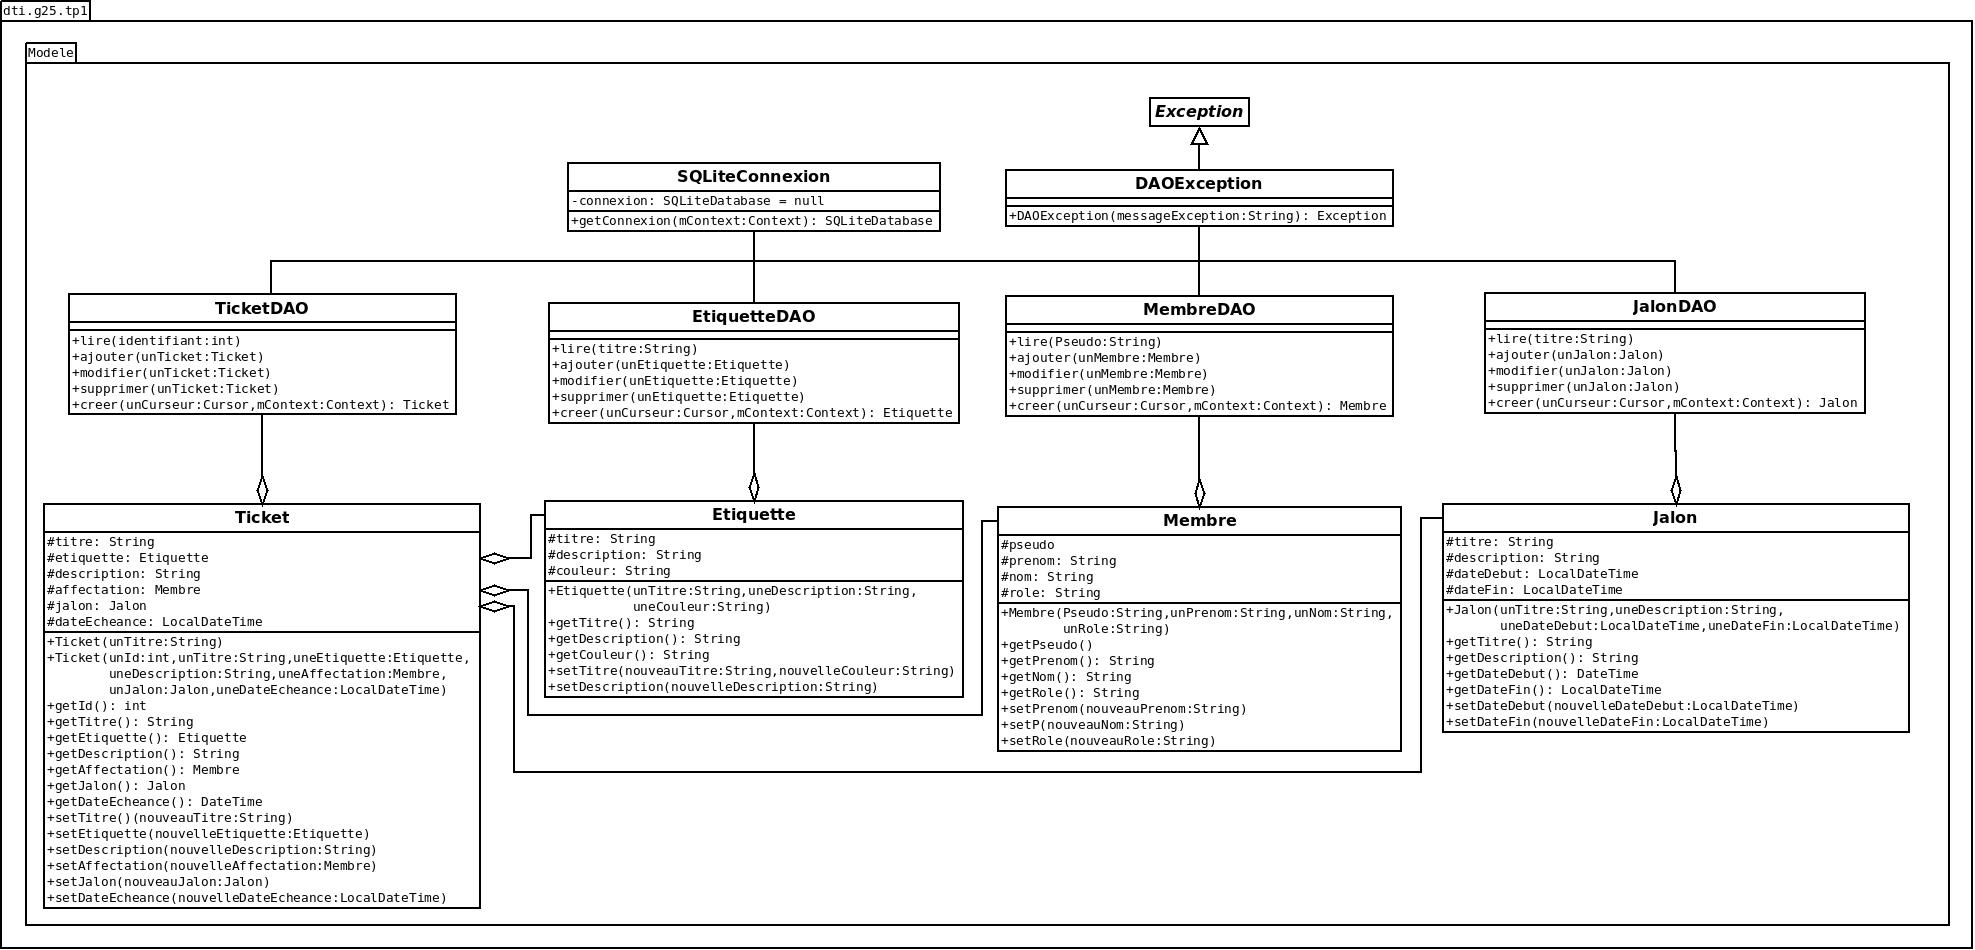 dti.g25.tp1
Modele
Exception
SQLiteConnexion
-connexion: SQLiteDatabase = null
+getConnexion(mContext:Context): SQLiteDatabase
DAOException
+DAOException(messageException:String): Exception
TicketDAO
+lire(identifiant:int)
+ajouter(unTicket:Ticket)
+modifier(unTicket:Ticket)
+supprimer(unTicket:Ticket)
+creer(unCurseur:Cursor,mContext:Context): Ticket
EtiquetteDAO
+lire(titre:String)
+ajouter(unEtiquette:Etiquette)
+modifier(unEtiquette:Etiquette)
+supprimer(unEtiquette:Etiquette)
+creer(unCurseur:Cursor,mContext:Context): Etiquette
MembreDAO
+lire(Pseudo:String)
+ajouter(unMembre:Membre)
+modifier(unMembre:Membre)
+supprimer(unMembre:Membre)
+creer(unCurseur:Cursor,mContext:Context): Membre
JalonDAO
+lire(titre:String)
+ajouter(unJalon:Jalon)
+modifier(unJalon:Jalon)
+supprimer(unJalon:Jalon)
+creer(unCurseur:Cursor,mContext:Context): Jalon
Ticket
#titre: String
#etiquette: Etiquette
#description: String
#affectation: Membre
#jalon: Jalon
#dateEcheance: LocalDateTime
+Ticket(unTitre:String)
+Ticket(unId:int,unTitre:String,uneEtiquette:Etiquette,
uneDescription:String,uneAffectation:Membre,
unJalon:Jalon,uneDateEcheance:LocalDateTime)
+getId(): int
+getTitre(): String
+getEtiquette(): Etiquette
+getDescription(): String
+getAffectation(): Membre
+getJalon(): Jalon
+getDateEcheance(): DateTime
+setTitre()(nouveauTitre:String)
+setEtiquette(nouvelleEtiquette:Etiquette)
+setDescription(nouvelleDescription:String)
+setAffectation(nouvelleAffectation:Membre)
+setJalon(nouveauJalon:Jalon)
+setDateEcheance(nouvelleDateEcheance:LocalDateTime)
Etiquette
#titre: String
#description: String
#couleur: String
+Etiquette(unTitre:String,uneDescription:String,
uneCouleur:String)
+getTitre(): String
+getDescription(): String
+getCouleur(): String
+setTitre(nouveauTitre:String,nouvelleCouleur:String)
+setDescription(nouvelleDescription:String)
Membre
#pseudo
#prenom: String
#nom: String
#role: String
+Membre(Pseudo:String,unPrenom:String,unNom:String,
unRole:String)
+getPseudo()
+getPrenom(): String
+getNom(): String
+getRole(): String
+setPrenom(nouveauPrenom:String)
+setP(nouveauNom:String)
+setRole(nouveauRole:String)
Jalon
#titre: String
#description: String
#dateDebut: LocalDateTime
#dateFin: LocalDateTime
+Jalon(unTitre:String,uneDescription:String,
uneDateDebut:LocalDateTime,uneDateFin:LocalDateTime)
+getTitre(): String
+getDescription(): String
+getDateDebut(): DateTime
+getDateFin(): LocalDateTime
+setDateDebut(nouvelleDateDebut:LocalDateTime)
+setDateFin(nouvelleDateFin:LocalDateTime)